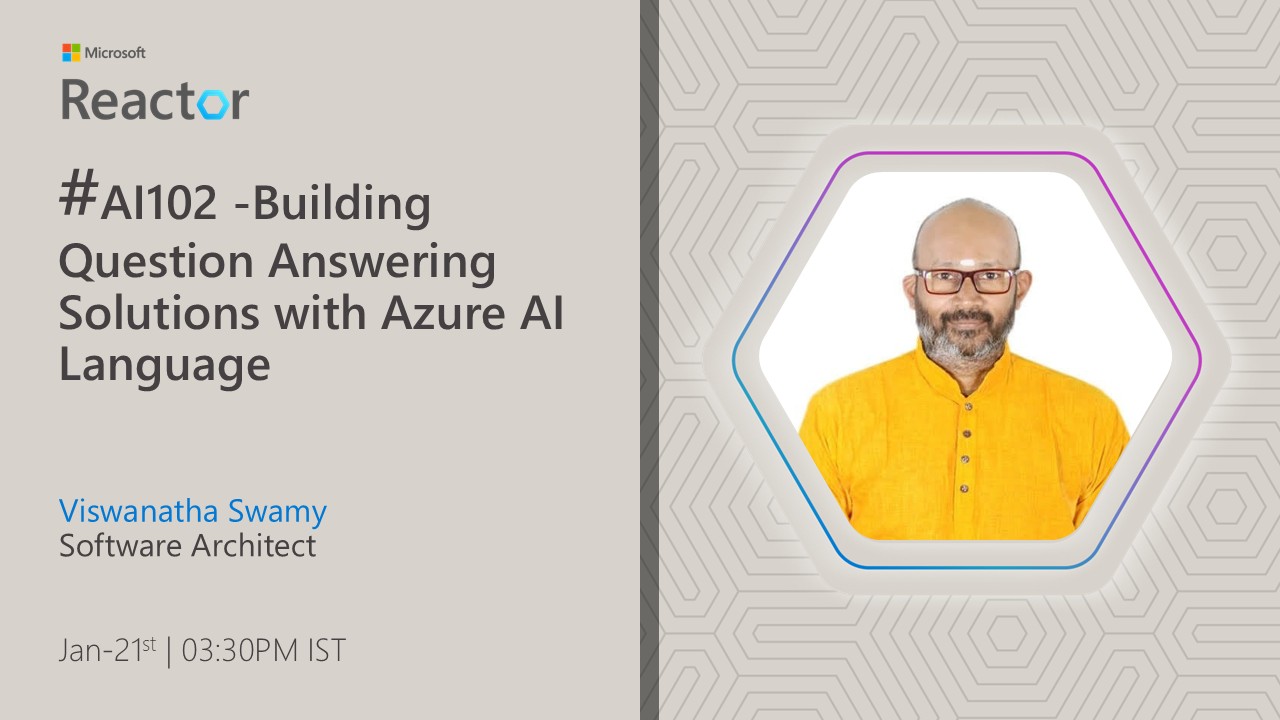 Microsoft
Reactor
#AI102 -Building
Question Answering
Solutions with Azure AI
Language
Viswanatha Swamy
Software Architect
Jan-21st | 03:30PM IST